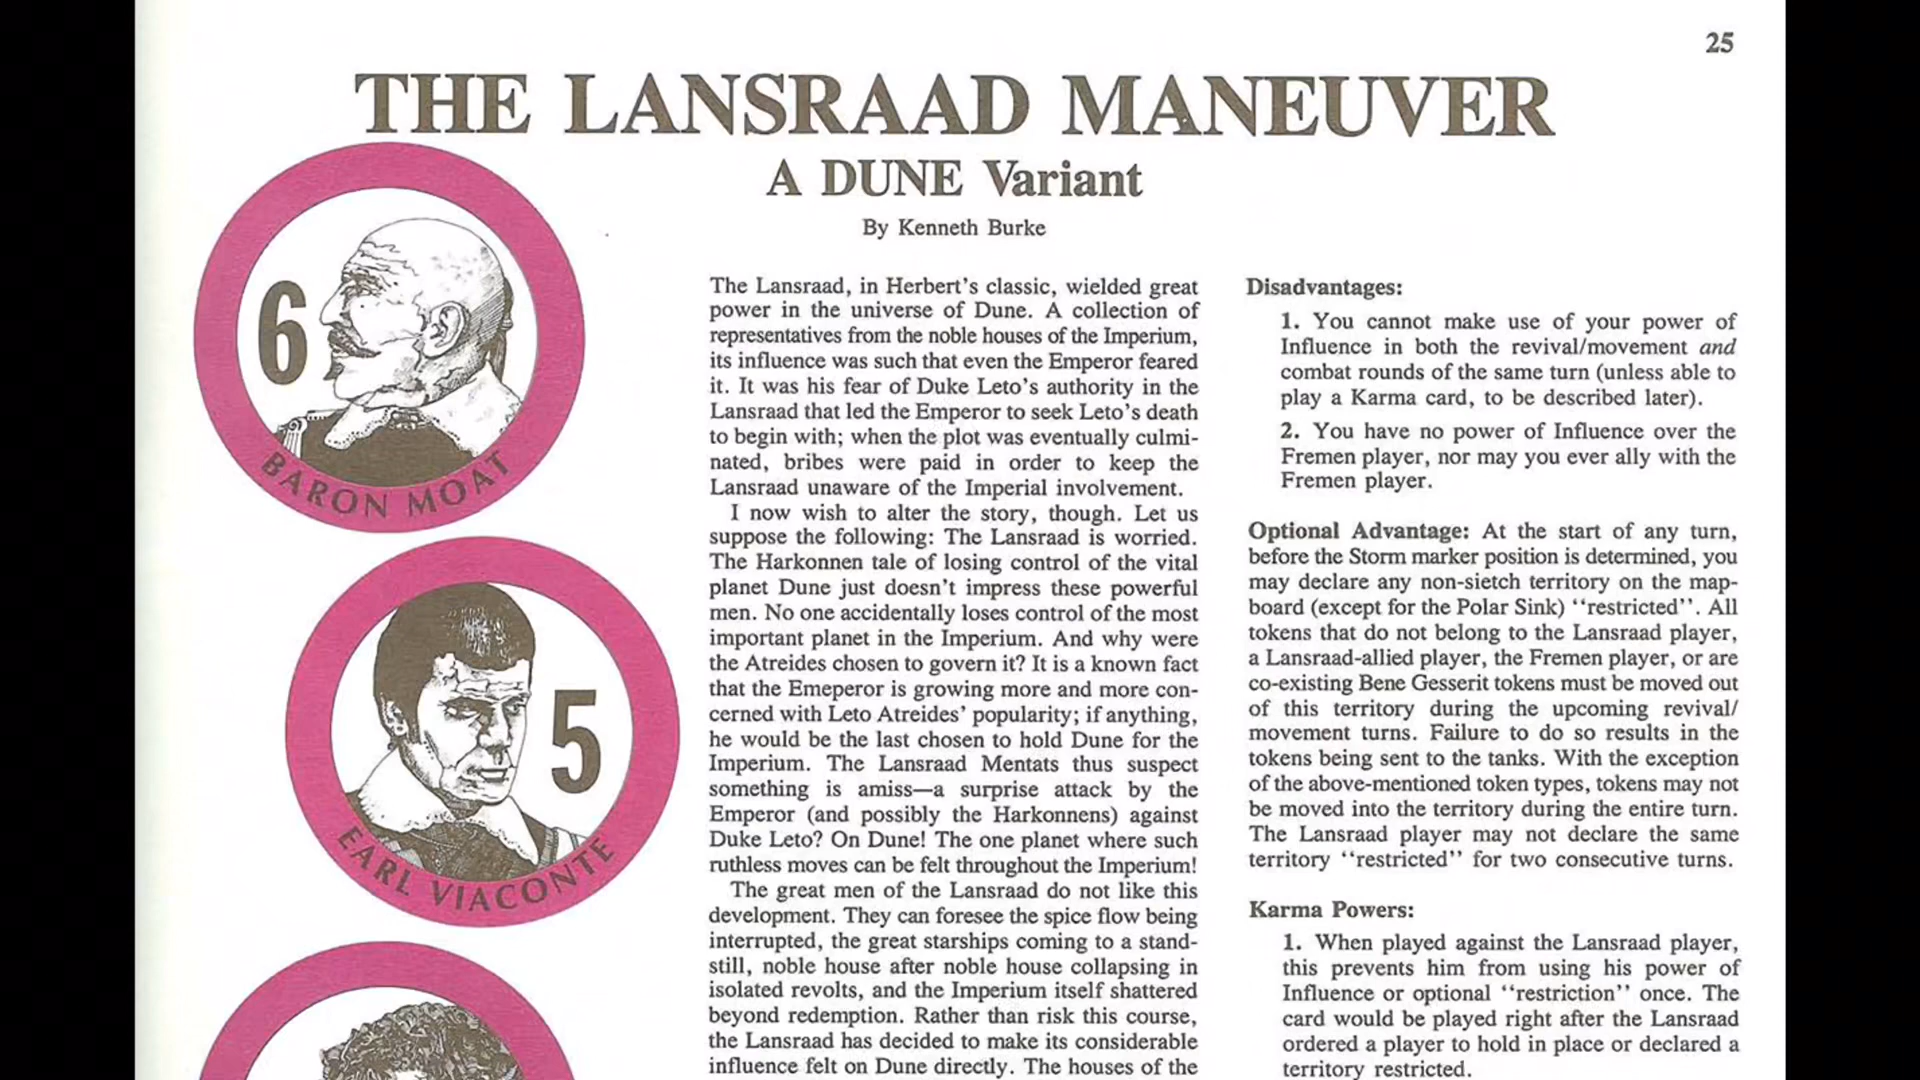 25
THE LANSRAAD MANEUVER
A DUNE Variant
By Kenneth Burke
6
BARON MOAT
5
EARL VIACONTE
The Lansraad, in Herbert's classic, wielded great
power in the universe of Dune. A collection of
representatives from the noble houses of the Imperium,
its influence was such that even the Emperor feared
it. It was his fear of Duke Leto's authority in the
Lansraad that led the Emperor to seek Leto's death
to begin with; when the plot was eventually culmi-
nated, bribes were paid in order to keep the
Lansraad unaware of the Imperial involvement.
I now wish to alter the story, though. Let us
suppose the following: The Lansraad is worried.
The Harkonnen tale of losing control of the vital
planet Dune just doesn't impress these powerful
men. No one accidentally loses control of the most
important planet in the Imperium. And why were
the Atreides chosen to govern it? It is a known fact
that the Emeperor is growing more and more con-
cerned with Leto Atreides' popularity; if anything,
he would be the last chosen to hold Dune for the
Imperium. The Lansraad Mentats thus suspect
something is amiss—a surprise attack by the
Emperor (and possibly the Harkonnens) against
Duke Leto? On Dune! The one planet where such
ruthless moves can be felt throughout the Imperium!
The great men of the Lansraad do not like this
development. They can foresee the spice flow being
interrupted, the great starships coming to a stand-
still, noble house after noble house collapsing in
isolated revolts, and the Imperium itself shattered
beyond redemption. Rather than risk this course,
the Lansraad has decided to make its considerable
influence felt on Dune directly. The houses of the
Disadvantages:
1. You cannot make use of your power of
Influence in both the revival/movement and
combat rounds of the same turn (unless able to
play a Karma card, to be described later).
2. You have no power of Influence over the
Fremen player, nor may you ever ally with the
Fremen player.
Optional Advantage: At the start of any turn,
before the Storm marker position is determined, you
may declare any non-sietch territory on the map-
board (except for the Polar Sink) "restricted". All
tokens that do not belong to the Lansraad player,
a Lansraad-allied player, the Fremen player, or are
co-existing Bene Gesserit tokens must be moved out
of this territory during the upcoming revival/
movement turns. Failure to do so results in the
tokens being sent to the tanks. With the exception
of the above-mentioned token types, tokens may not
be moved into the territory during the entire turn.
The Lansraad player may not declare the same
territory "restricted" for two consecutive turns.
Karma Powers:
1. When played against the Lansraad player,
this prevents him from using his power of
Influence or optional "restriction" once. The
card would be played right after the Lansraad
ordered a player to hold in place or declared a
territory restricted.